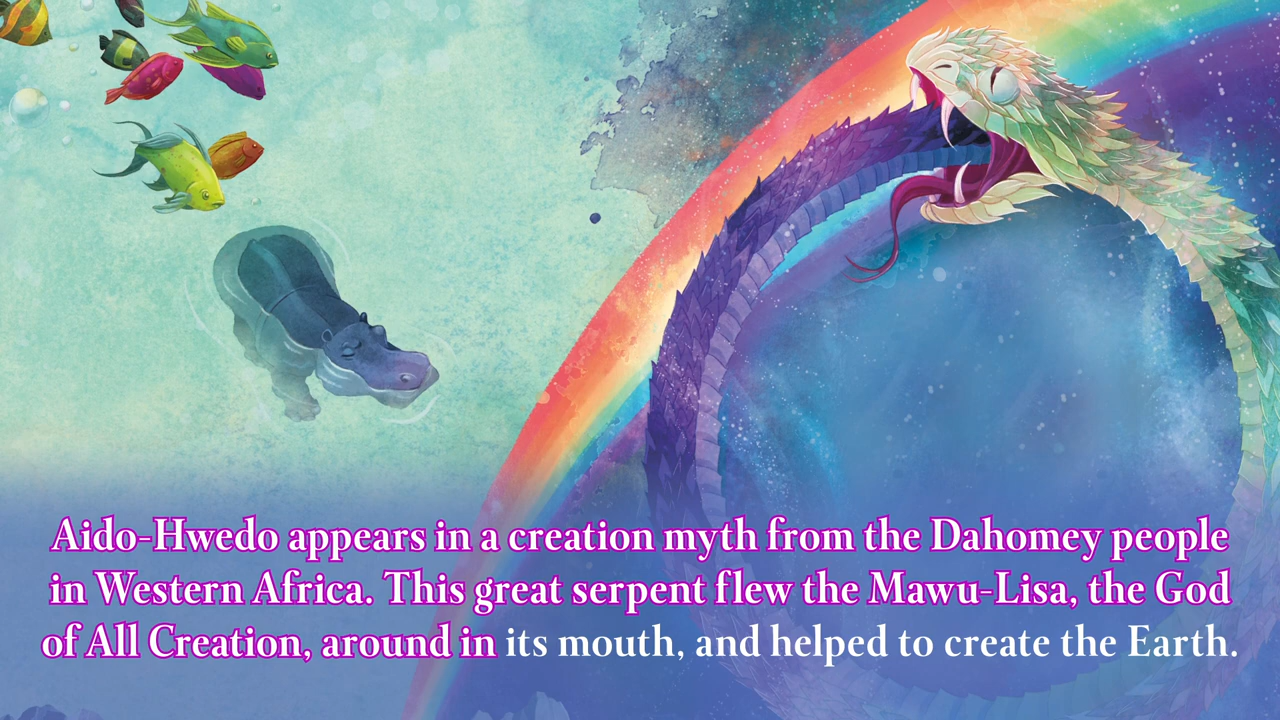 Aido-Hwedo appears in a creation myth from the Dahomey people
in Western Africa. This great serpent flew the Mawu-Lisa, the God
of All Creation, around in its mouth, and helped to create the Earth.